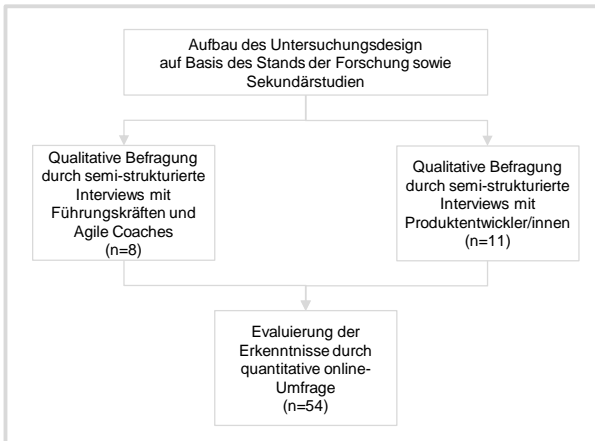 Aufbau des Untersuchungsdesign
auf Basis des Stands der Forschung sowie
Sekundärstudien
Qualitative Befragung
durch semi-strukturierte
Interviews mit
Führungskräften und
Agile Coaches
(n=8)
Qualitative Befragung
durch semi-strukturierte
Interviews mit
Produktentwickler/innen
(n=11)
Evaluierung der
Erkenntnisse durch
quantitative online-
Umfrage
(n=54)